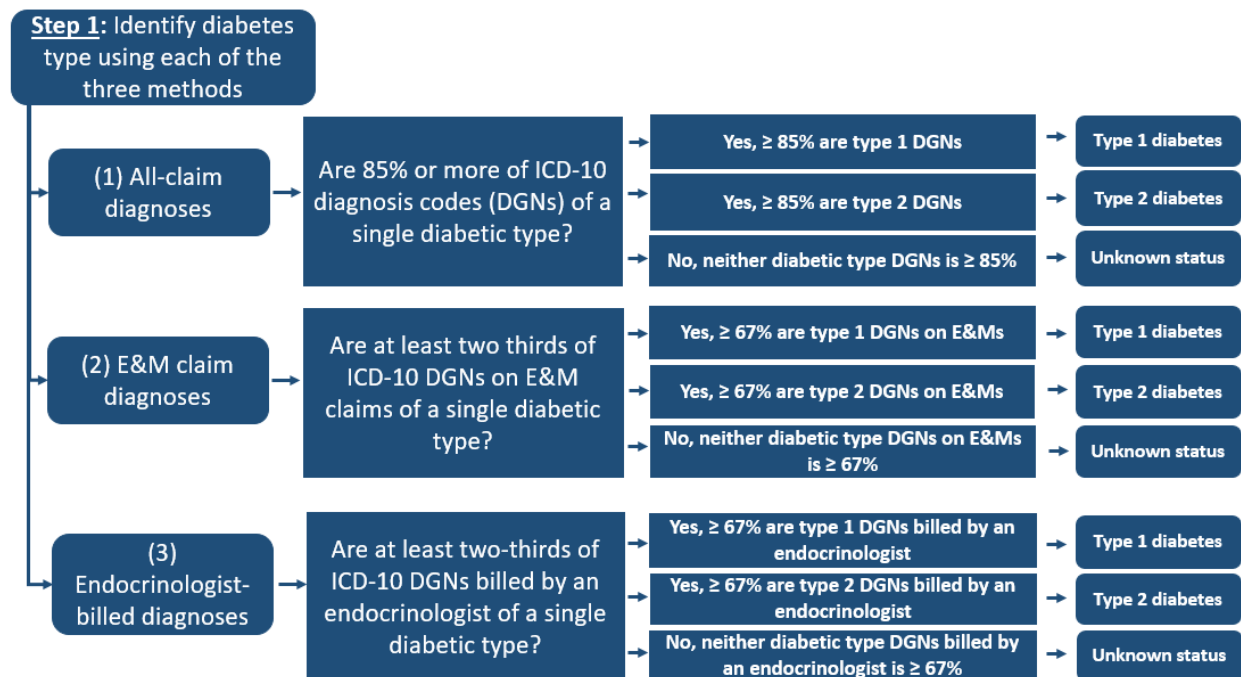 Step 1: Identify diabetes
type using each of the
three methods
(1) All-claim
diagnoses
Are 85% or more of ICD-10
diagnosis codes (DGNs) of a
single diabetic type?
Yes, ≥ 85% are type 1 DGNs
Type 1 diabetes
Yes, ≥ 85% are type 2 DGNs
Type 2 diabetes
No, neither diabetic type DGNs is ≥ 85%
Unknown status
(2) E&M claim
diagnoses
Are at least two thirds of
ICD-10 DGNs on E&M
claims of a single diabetic
type?
Yes, ≥ 67% are type 1 DGNs on E&Ms
Type 1 diabetes
Yes, ≥ 67% are type 2 DGNs on E&Ms
Type 2 diabetes
No, neither diabetic type DGNs on E&Ms
is ≥ 67%
Unknown status
(3)
Endocrinologist-
billed diagnoses
Are at least two-thirds of
ICD-10 DGNs billed by an
endocrinologist of a single
diabetic type?
Yes, ≥ 67% are type 1 DGNs billed by an
endocrinologist
Type 1 diabetes
Yes, ≥ 67% are type 2 DGNs billed by an
endocrinologist
Type 2 diabetes
No, neither diabetic type DGNs billed by
an endocrinologist is ≥ 67%
Unknown status